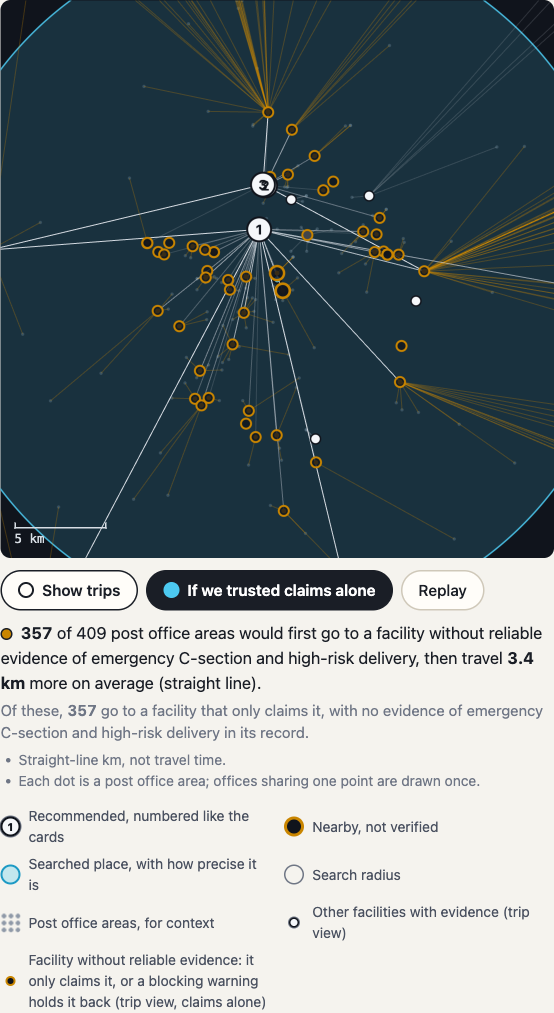 3
1
5 km
Show trips
If we trusted claims alone
Replay
357 of 409 post office areas would first go to a facility without reliable
evidence of emergency C-section and high-risk delivery, then travel 3.4
km more on average (straight line).
Of these, 357 go to a facility that only claims it, with no evidence of emergency
C-section and high-risk delivery in its record.
• Straight-line km, not travel time.
• Each dot is a post office area; offices sharing one point are drawn once.
1 Recommended, numbered like the
cards
Nearby, not verified
Searched place, with how precise it
is
Search radius
Post office areas, for context
Other facilities with evidence (trip
view)
Facility without reliable evidence: it
only claims it, or a blocking warning
holds it back (trip view, claims alone)